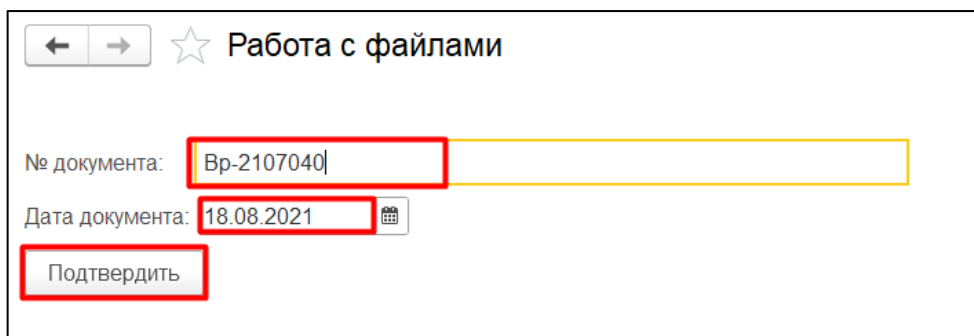 Работа с файлами
№ документа: Вр-2107040
Дата документа: 18.08.2021
Подтвердить